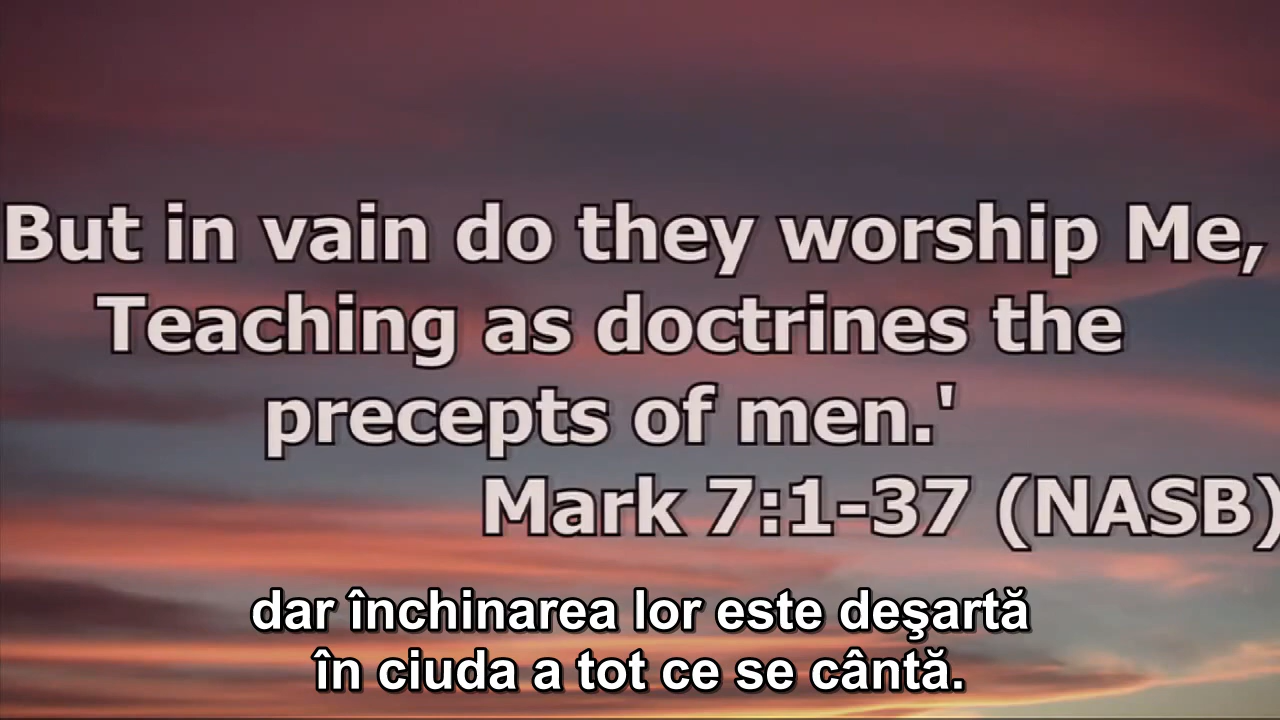 But in vain do they worship Me,
Teaching as doctrines the
precepts of men.'
Mark 7:1-37 (NASB)
dar închinarea lor este deşartă
în ciuda a tot ce se cântă.